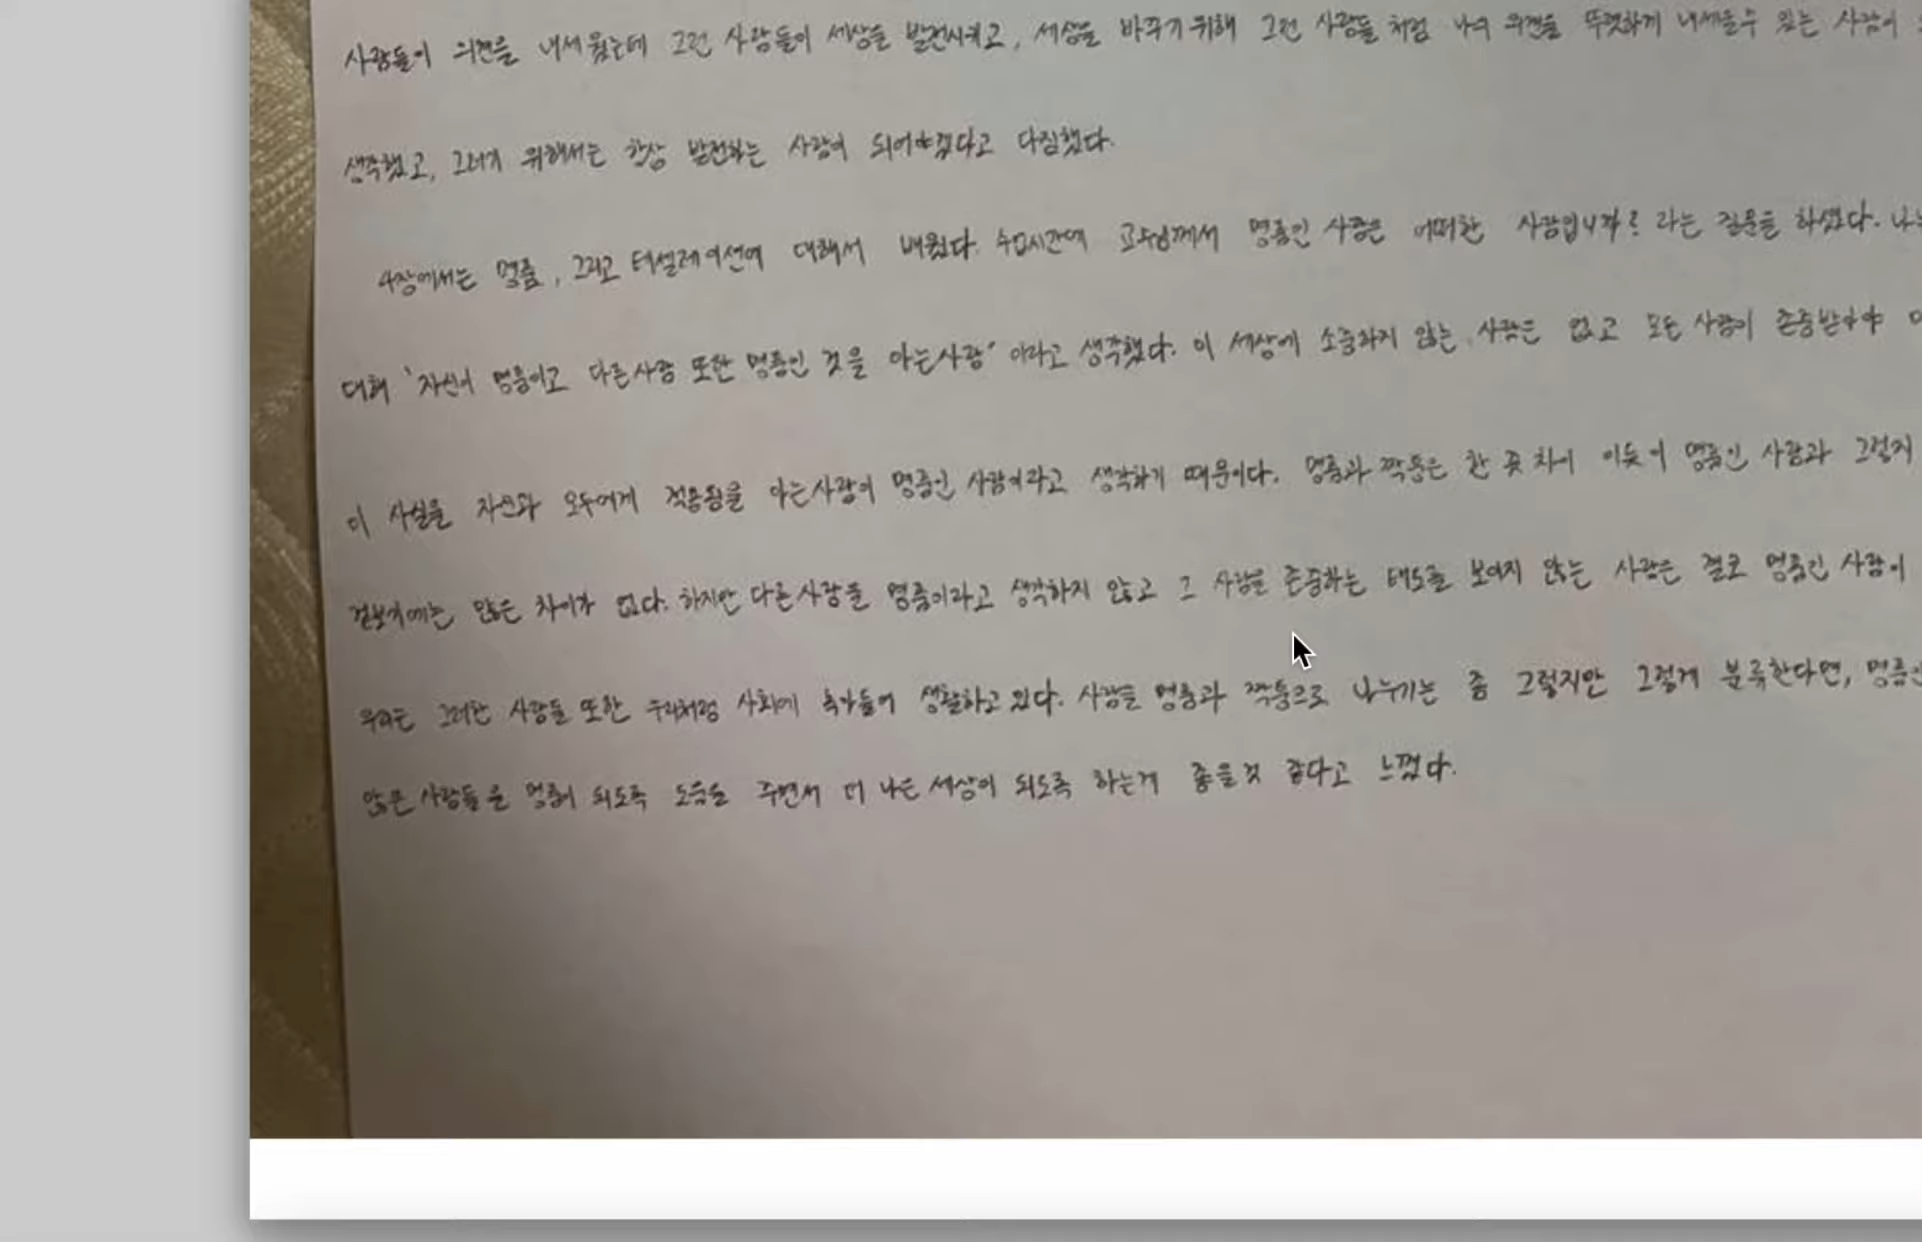 사람들이 의견을 내세웠는데 그런 사람들이 세상을 발전시키고, 세상을 바꾸기 위해 그런 사람들 처럼 나의 의견을 뚜렷하게 내세울수 있는 사람이
생각했고, 그러기 위해서는 항상 발전하는 사람이 되어야겠다고 다짐했다.
4장에서는 명품, 그리고 테셀레이션에 대해서 배웠다. 수업시간에 교수님께서 명품인 사람은 어떠한 사람입니까? 라는 질문을 하셨다. 나는
대해 '자신이 명품이고 다른사람 또한 명품인 것을 아는사람' 이라고 생각했다. 이 세상에 소중하지 않는 사람은 없고 모든 사람이 존중받아야
이 사실을 자신과 모두에게 적용됨을 아는사람이 명품인 사람이라고 생각하기 때문이다. 명품과 짝퉁은 한 끗 차이 이듯이 명품인 사람과 그렇지
겉보기에는 많은 차이가 없다. 하지만 다른사람을 명품이라고 생각하지 않고 그 사람을 존중하는 태도를 보이지 않는 사람은 결코 명품인 사람이
우리는 그러한 사람들 또한 우리처럼 사회에 녹아들어 생활하고 있다. 사람을 명품과 짝퉁으로 나누기는 좀 그렇지만 그렇게 분류한다면, 명품인
않은 사람들을 명품이 되도록 도움을 주면서 더 나은 세상이 되도록 하는게 좋을것 같다고 느꼈다.